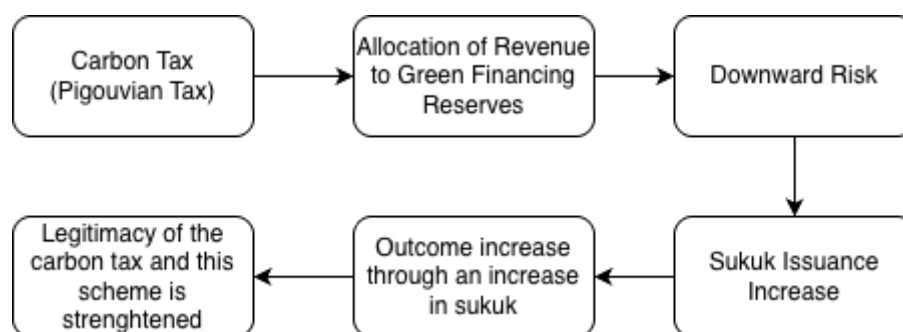 Carbon Tax
(Pigouvian Tax)
Allocation of Revenue
to Green Financing
Reserves
Downward Risk
Sukuk Issuance
Increase
Outcome increase
through an increase
in sukuk
Legitimacy of the
carbon tax and this
scheme is
strenghtened